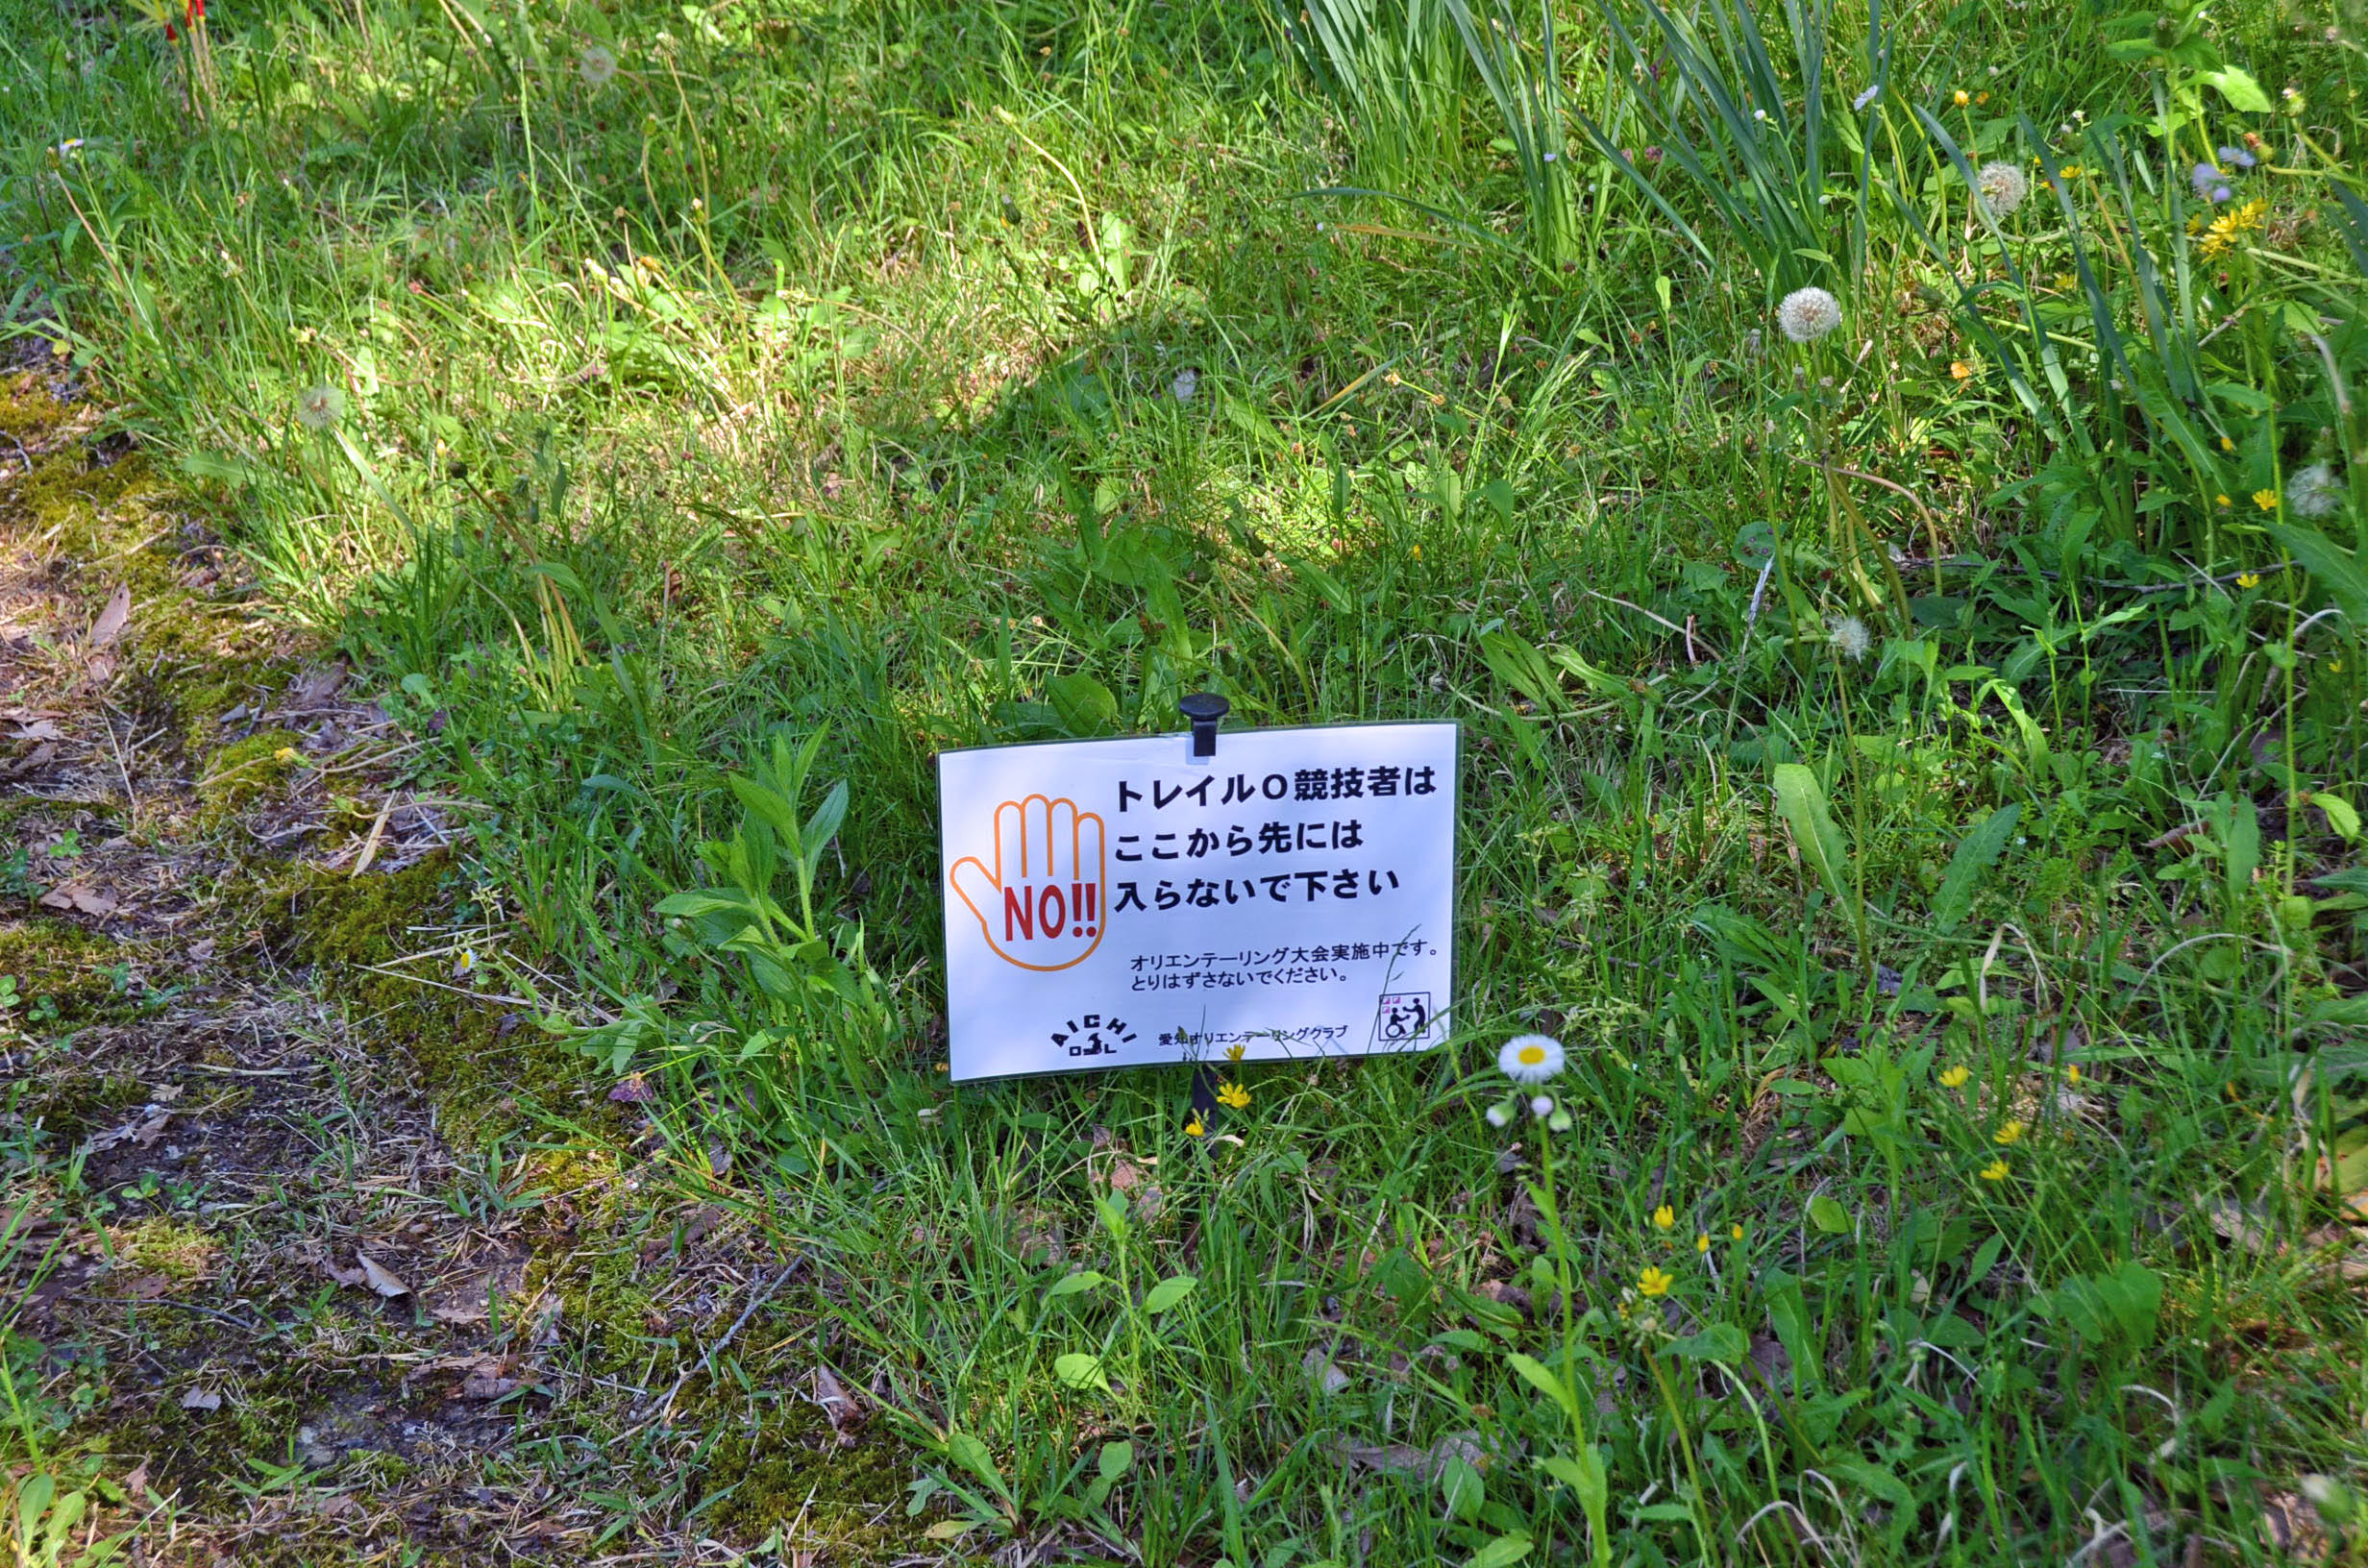 トレイルO競技者は
ここから先には
入らないで下さい
NO!!
オリエンテーリング大会実施中です。
とりはずさないでください。
AICHI
OLC
愛知オリエンテーリングクラブ